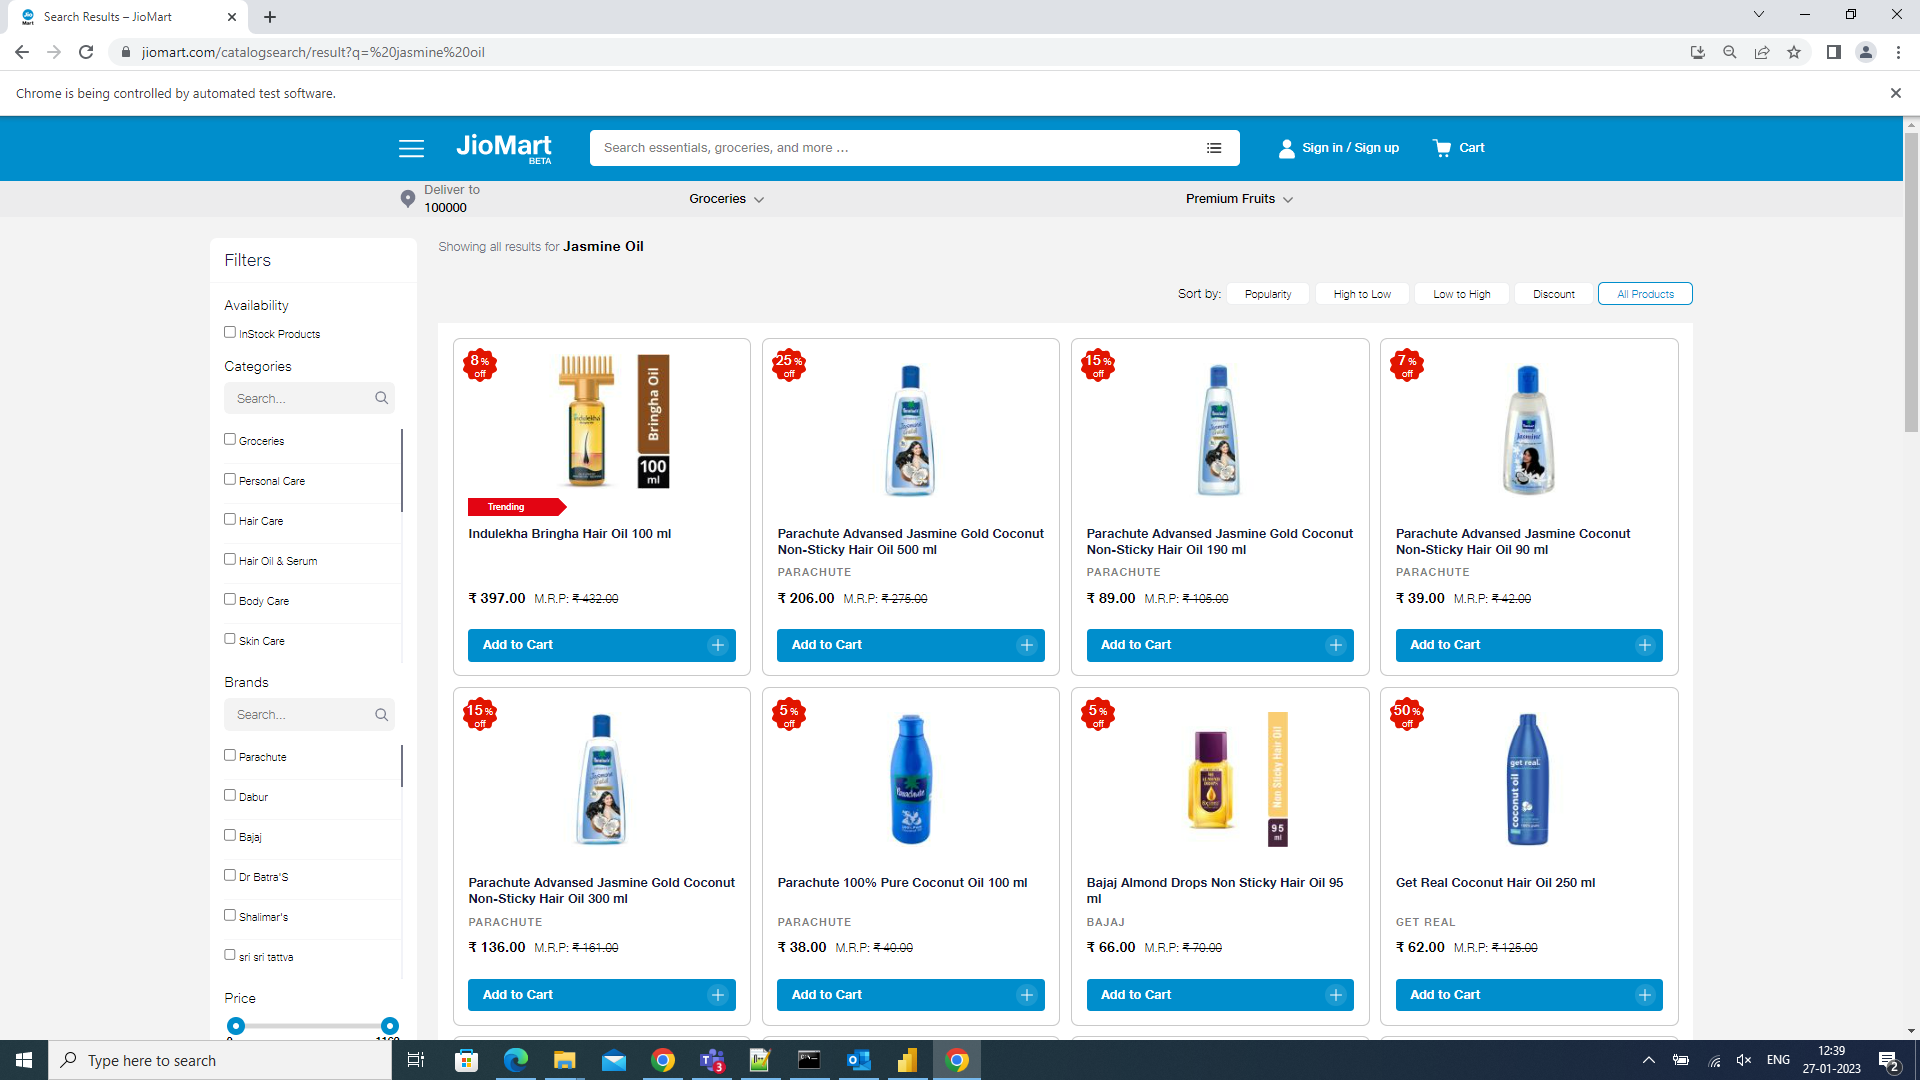 Search Results – JioMart
jiomart.com/catalogsearch/result?q=%20jasmine%20oil
Chrome is being controlled by automated test software.
JioMart
BETA
Search essentials, groceries, and more ...
Sign in / Sign up
Cart
Deliver to
100000
Groceries
Premium Fruits
Filters
Availability
InStock Products
Categories
Search...
Groceries
Personal Care
Hair Care
Hair Oil & Serum
Body Care
Skin Care
Brands
Search...
Parachute
Dabur
Bajaj
Dr Batra'S
Shalimar's
sri sri tattva
Price
Showing all results for Jasmine Oil
Sort by:
Popularity
High to Low
Low to High
Discount
All Products
8% off
Bringha Oil
100 ml
Trending
Indulekha Bringha Hair Oil 100 ml
₹ 397.00 M.R.P: ₹ 432.00
Add to Cart
25% off
Parachute Advansed Jasmine Gold Coconut
Non-Sticky Hair Oil 500 ml
PARACHUTE
₹ 206.00 M.R.P: ₹ 275.00
Add to Cart
15% off
Parachute Advansed Jasmine Gold Coconut
Non-Sticky Hair Oil 190 ml
PARACHUTE
₹ 89.00 M.R.P: ₹ 105.00
Add to Cart
7% off
Jasmine
Parachute Advansed Jasmine Coconut
Non-Sticky Hair Oil 90 ml
PARACHUTE
₹ 39.00 M.R.P: ₹ 42.00
Add to Cart
15% off
Parachute Advansed Jasmine Gold Coconut
Non-Sticky Hair Oil 300 ml
PARACHUTE
₹ 136.00 M.R.P: ₹ 161.00
Add to Cart
5% off
Parachute
Parachute 100% Pure Coconut Oil 100 ml
PARACHUTE
₹ 38.00 M.R.P: ₹ 40.00
Add to Cart
5% off
Non Sticky Hair Oil
95 ml
Bajaj Almond Drops Non Sticky Hair Oil 95
ml
BAJAJ
₹ 66.00 M.R.P: ₹ 70.00
Add to Cart
50% off
get real.
coconut oil
Get Real Coconut Hair Oil 250 ml
GET REAL
₹ 62.00 M.R.P: ₹ 125.00
Add to Cart
Type here to search
3
ENG
12:39
27-01-2023
2